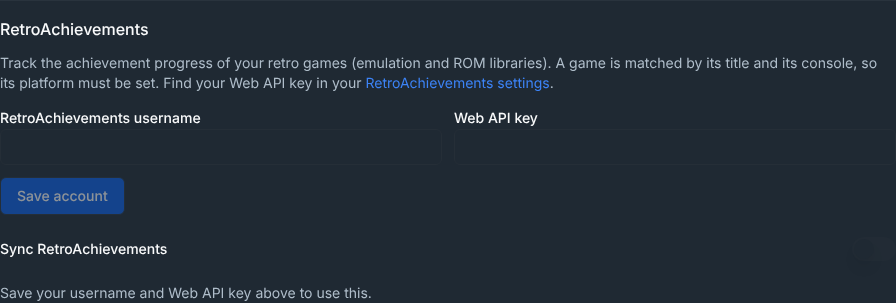 RetroAchievements
Track the achievement progress of your retro games (emulation and ROM libraries). A game is matched by its title and its console, so
its platform must be set. Find your Web API key in your RetroAchievements settings.
RetroAchievements username
Web API key
Save account
Sync RetroAchievements
Save your username and Web API key above to use this.